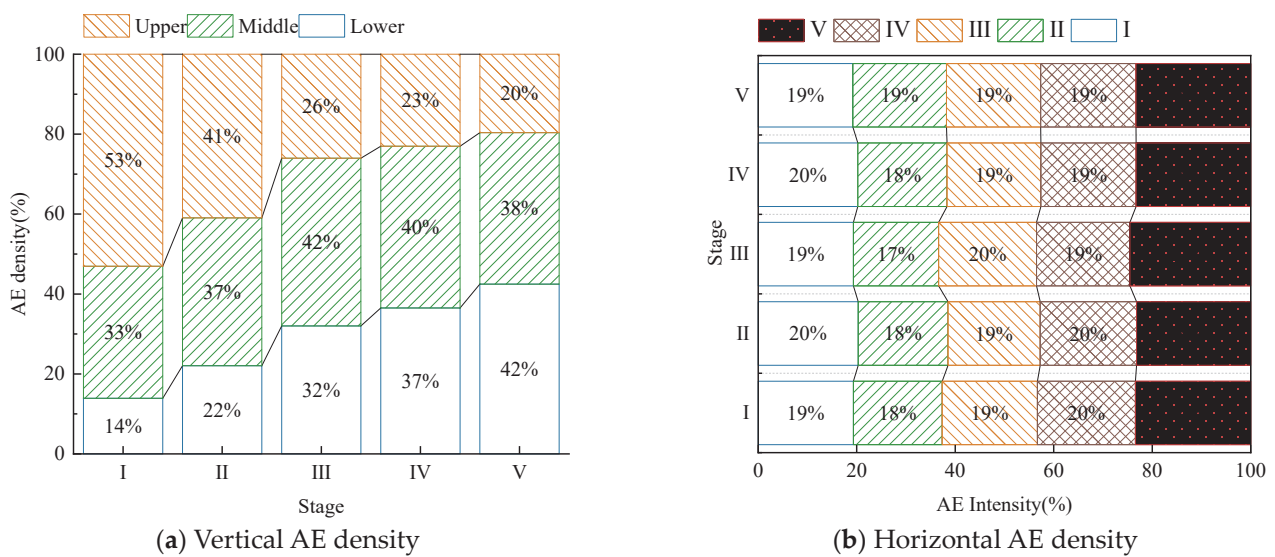 Upper Middle Lower
100
80
60
40
20
0
AE density(%)
53%
33%
14%
41%
37%
22%
26%
42%
32%
23%
40%
37%
20%
38%
42%
I II III IV V
Stage
(a) Vertical AE density
V IV III II I
Stage
V 19% 19% 19% 19%
IV 20% 18% 19% 19%
III 19% 17% 20% 19%
II 20% 18% 19% 20%
I 19% 18% 19% 20%
0 20 40 60 80 100
AE Intensity(%)
(b) Horizontal AE density